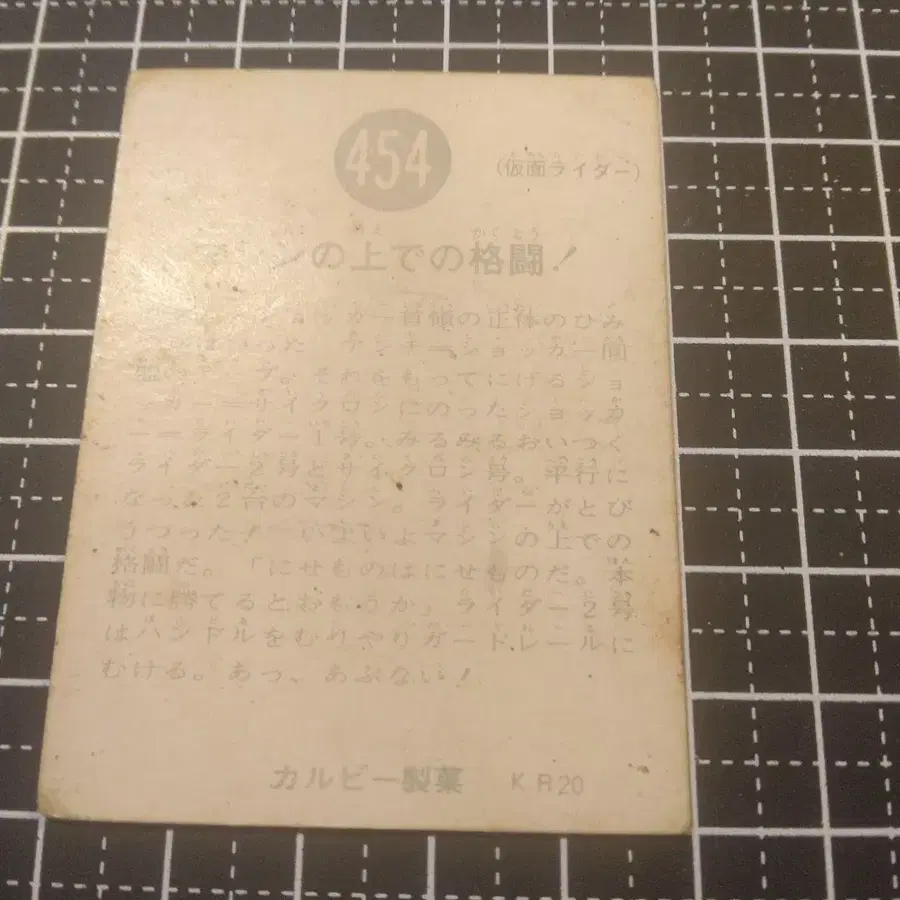 454
(仮面ライダー)
マシンの上での格闘!
ッカー首領の正体のひみ
った ンキーショッカー間
。それをもってにげるショ
ッカー=サイクロンにのったショッカ
ー=ライダー1号。みるみるおいつく
ライダー2号とサイクロン号。平行に
なった2台のマシン。ライダーがとび
うつった! いよいよマシンの上での
格闘だ。「にせものはにせものだ。本
物に勝てるとおもうか」ライダー2号
はハンドルをむりやりガードレールに
むける。あっ、あぶない!
カルビー製菓 KR20